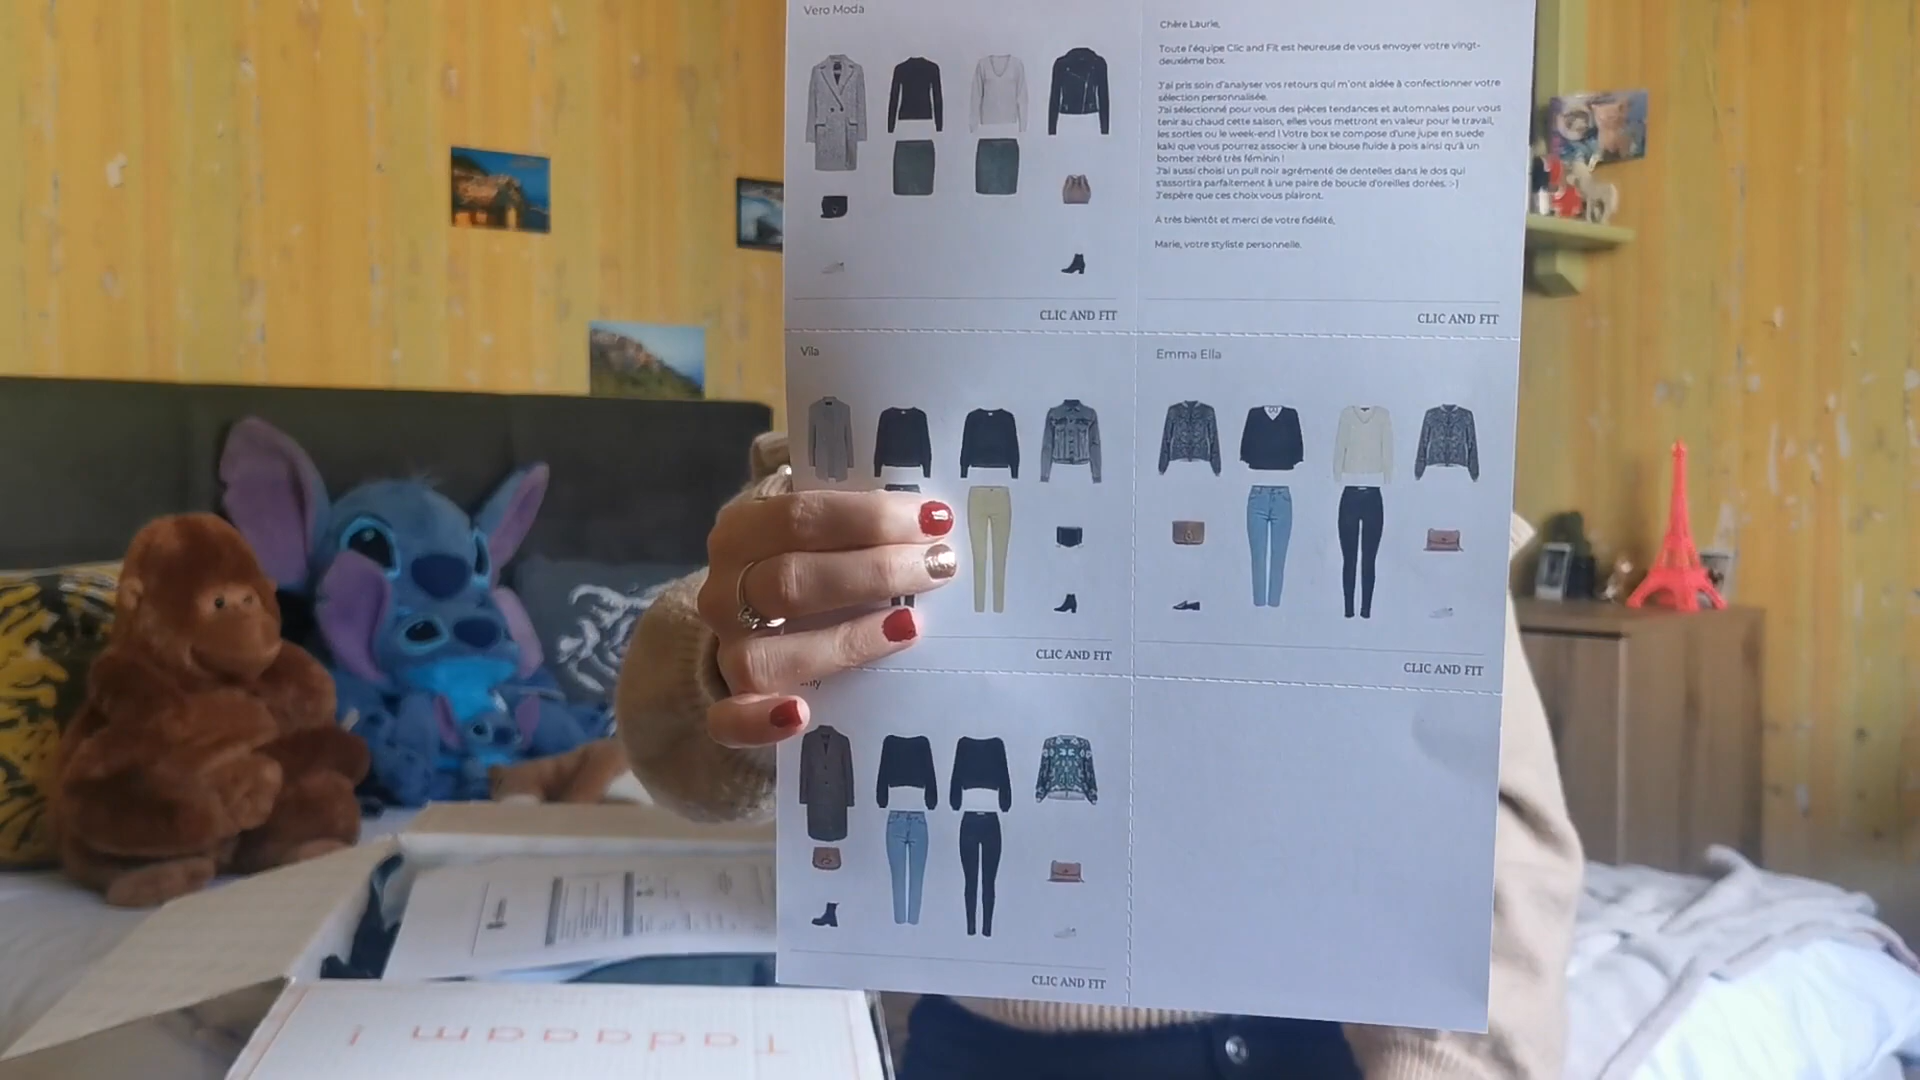 Vero Moda
CLIC AND FIT
Chère Laurie,
Toute l'équipe Clic and Fit est heureuse de vous envoyer votre vingt-
deuxième box.
J'ai pris soin d'analyser vos retours qui m'ont aidée à confectionner votre
sélection personnalisée.
J'ai sélectionné pour vous des pièces tendances et automnales pour vous
tenir au chaud cette saison, elles vous mettront en valeur pour le travail,
les sorties ou le week-end ! Votre box se compose d'une jupe en suede
kaki que vous pourrez associer à une blouse fluide à pois ainsi qu'à un
bomber zébré très féminin !
J'ai aussi choisi un pull noir agrémenté de dentelles dans le dos qui
s'assortira parfaitement à une paire de boucle d'oreilles dorées. :-)
J'espère que ces choix vous plairont.
A très bientôt et merci de votre fidélité,
Marie, votre styliste personnelle.
CLIC AND FIT
Vila
CLIC AND FIT
Emma Ella
CLIC AND FIT
CLIC AND FIT
Tadaaam !